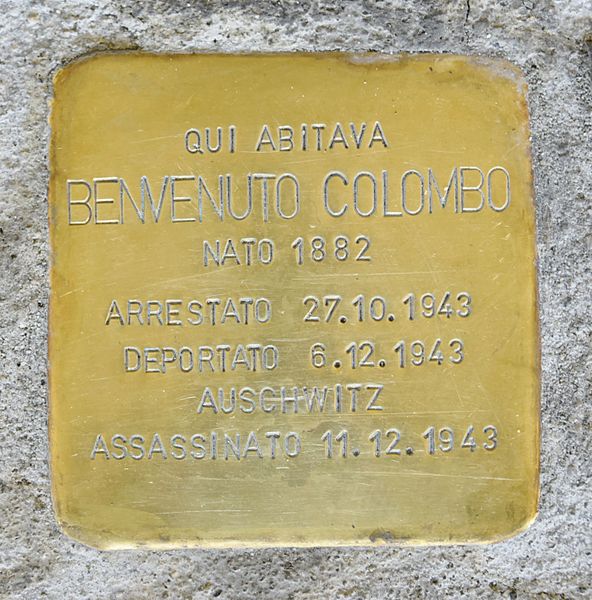 QUI ABITAVA
BENVENUTO COLOMBO
NATO 1882
ARRESTATO 27.10.1943
DEPORTATO 6.12.1943
AUSCHWITZ
ASSASSINATO 11.12.1943